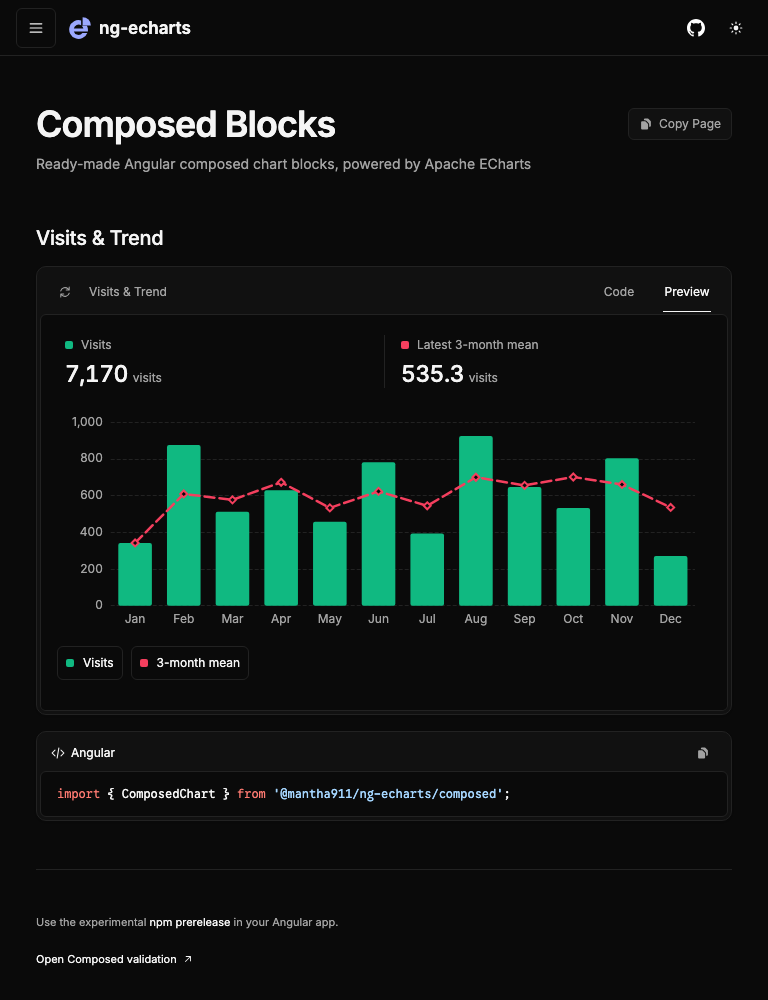 ng-echarts
Composed Blocks
Copy Page
Ready-made Angular composed chart blocks, powered by Apache ECharts
Visits & Trend
Visits & Trend
Code
Preview
Visits
7,170 visits
Latest 3-month mean
535.3 visits
1,000
800
600
400
200
0
Jan Feb Mar Apr May Jun Jul Aug Sep Oct Nov Dec
Visits
3-month mean
</> Angular
import { ComposedChart } from '@mantha911/ng-echarts/composed';
Use the experimental npm prerelease in your Angular app.
Open Composed validation ↗